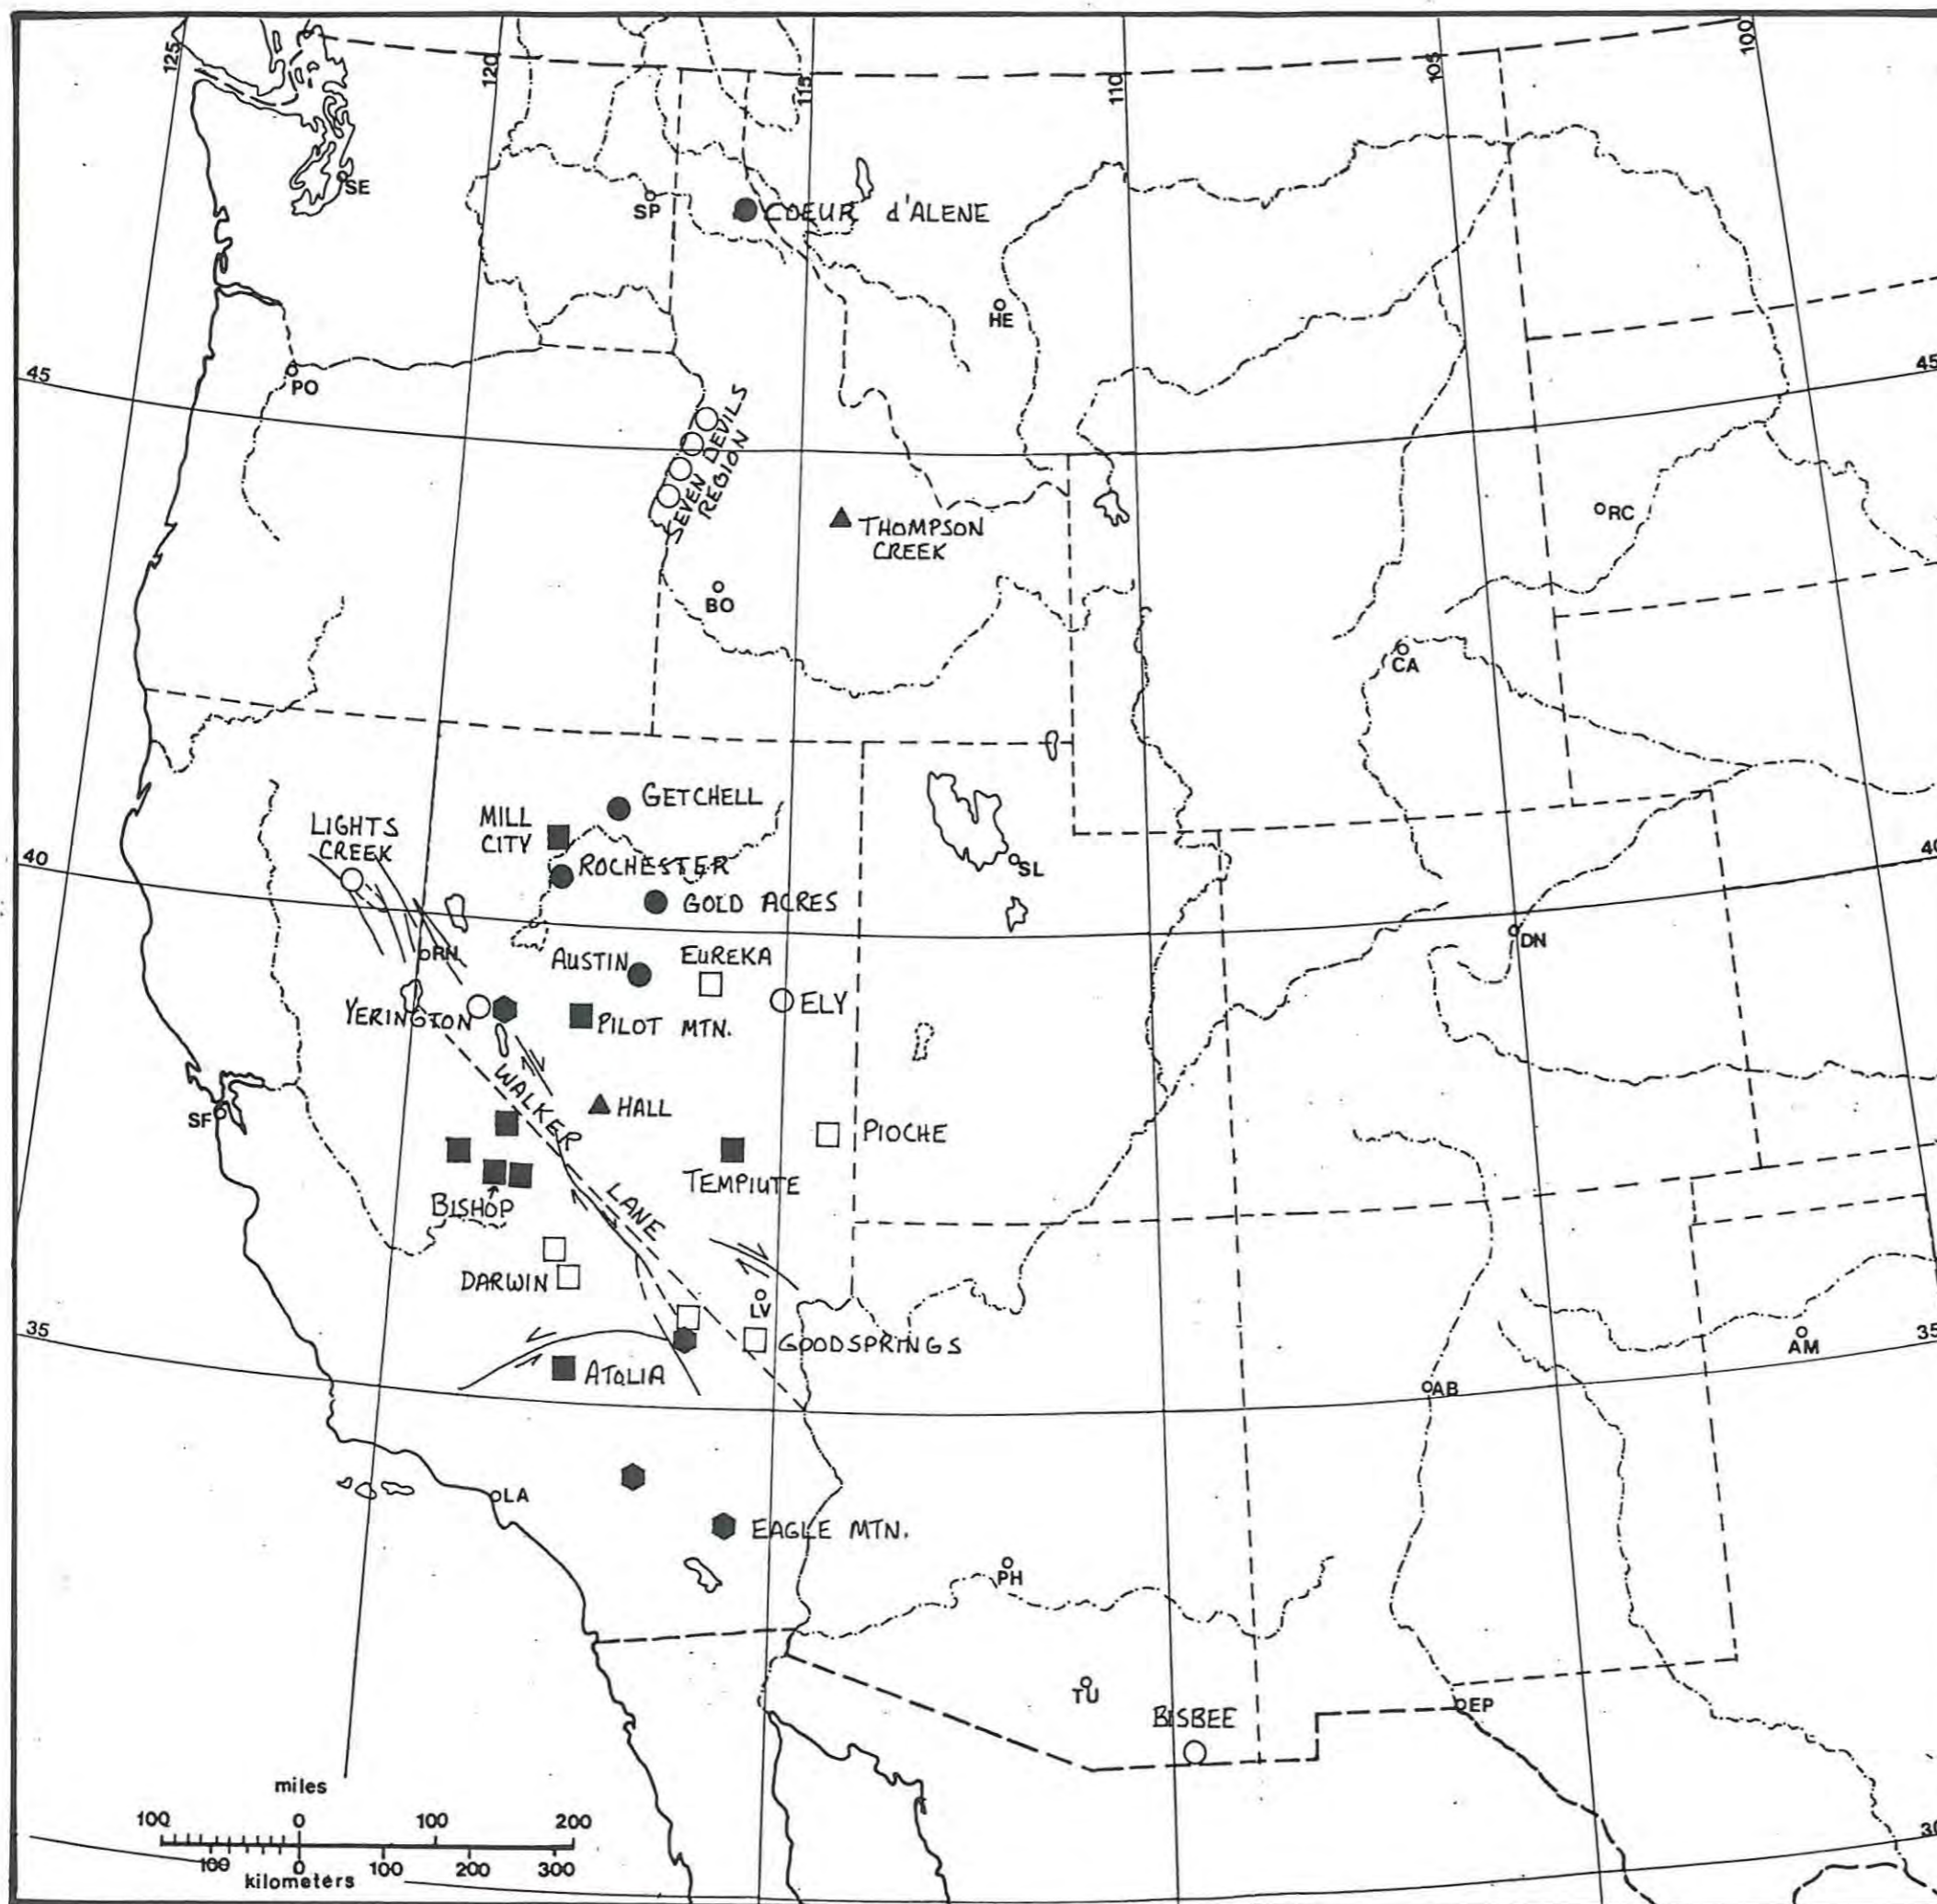 125
120
115
110
105
100
SE
SP
COEUR d'ALENE
HE
45
45
PO
SEVEN DEVILS
REGION
THOMPSON
CREEK
RC
BO
CA
GETCHELL
MILL
CITY
LIGHTS
CREEK
ROCHESTER
SL
40
40
GOLD ACRES
RN
AUSTIN
EUREKA
DN
YERINGTON
ELY
PILOT MTN.
WALKER
LANE
SF
HALL
PIOCHE
TEMPIUTE
BISHOP
DARWIN
LV
GOODSPRINGS
35
35
AM
ATOLIA
AB
LA
EAGLE MTN.
PH
TU
BISBEE
EP
miles
100 0 100 200
100 0 100 200 300
kilometers
30